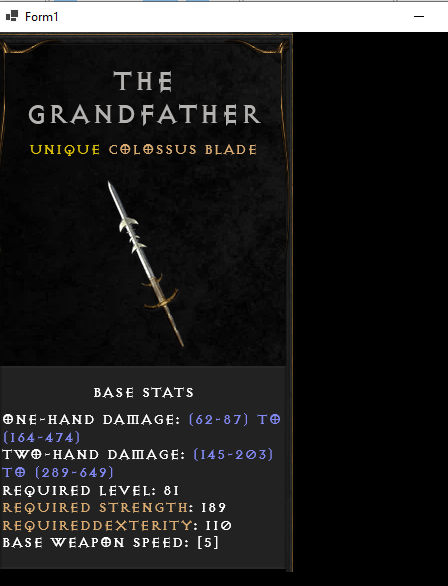 Form1
THE
GRANDFATHER
UNIQUE COLOSSUS BLADE
BASE STATS
ONE-HAND DAMAGE: (62-87) TO
(164-474)
TWO-HAND DAMAGE: (145-203)
TO (289-649)
REQUIRED LEVEL: 81
REQUIRED STRENGTH: 189
REQUIREDDEXTERITY: 110
BASE WEAPON SPEED: [5]